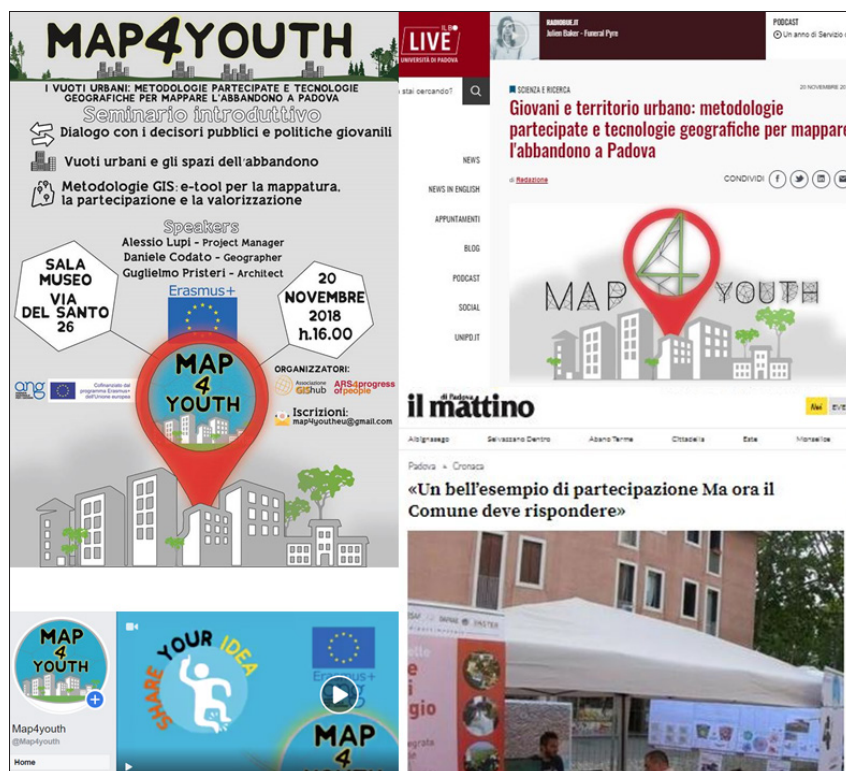 MAP4YOUTH
I VUOTI URBANI: METODOLOGIE PARTECIPATE E TECNOLOGIE
GEOGRAFICHE PER MAPPARE L'ABBANDONO A PADOVA
Seminario introduttivo
Dialogo con i decisori pubblici e politiche giovanili
Vuoti urbani e gli spazi dell'abbandono
Metodologie GIS: e-tool per la mappatura,
la partecipazione e la valorizzazione
Speakers
Alessio Lupi - Project Manager
Daniele Codato - Geographer
Guglielmo Pristeri - Architect
SALA
MUSEO
VIA
DEL SANTO
26
Erasmus+
20
NOVEMBRE
2018
h.16.00
MAP
4
YOUTH
ang
Cofinanziato dal
programma Erasmus+
dell'Unione europea
ORGANIZZATORI:
Associazione
GIShub
ARS4progress
of people
Iscrizioni:
map4youtheu@gmail.com
MAP
4
YOUTH
Map4youth
@Map4youth
Home
SHARE YOUR IDEA
Erasmus+
MAP
4
IL BO
LIVE
UNIVERSITÀ DI PADOVA
RADIOBUE.IT
Julien Baker - Funeral Pyre
PODCAST
Un anno di Servizio
stai cercando?
NEWS
NEWS IN ENGLISH
APPUNTAMENTI
BLOG
PODCAST
SOCIAL
UNIPD.IT
SCIENZA E RICERCA
20 NOVEMBRE
Giovani e territorio urbano: metodologie
partecipate e tecnologie geografiche per mappare
l'abbandono a Padova
di Redazione
CONDIVIDI
MAP 4 YOUTH
il mattino
di Padova
Noi
EVE
Albignasego Selvazzano Dentro Abano Terme Cittadella Este Monselice
Padova » Cronaca
«Un bell'esempio di partecipazione Ma ora il
Comune deve rispondere»